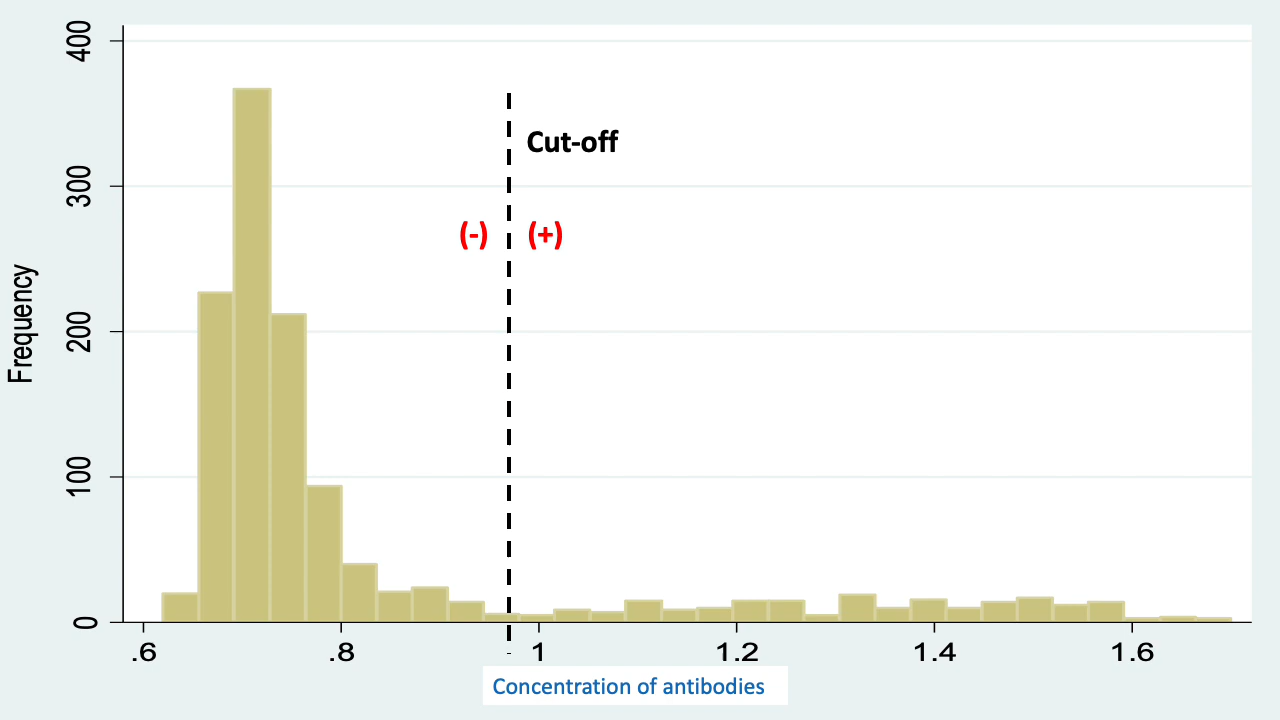 400
300
200
100
0
Frequency
Cut-off
(-) (+)
.6 .8 1 1.2 1.4 1.6
Concentration of antibodies